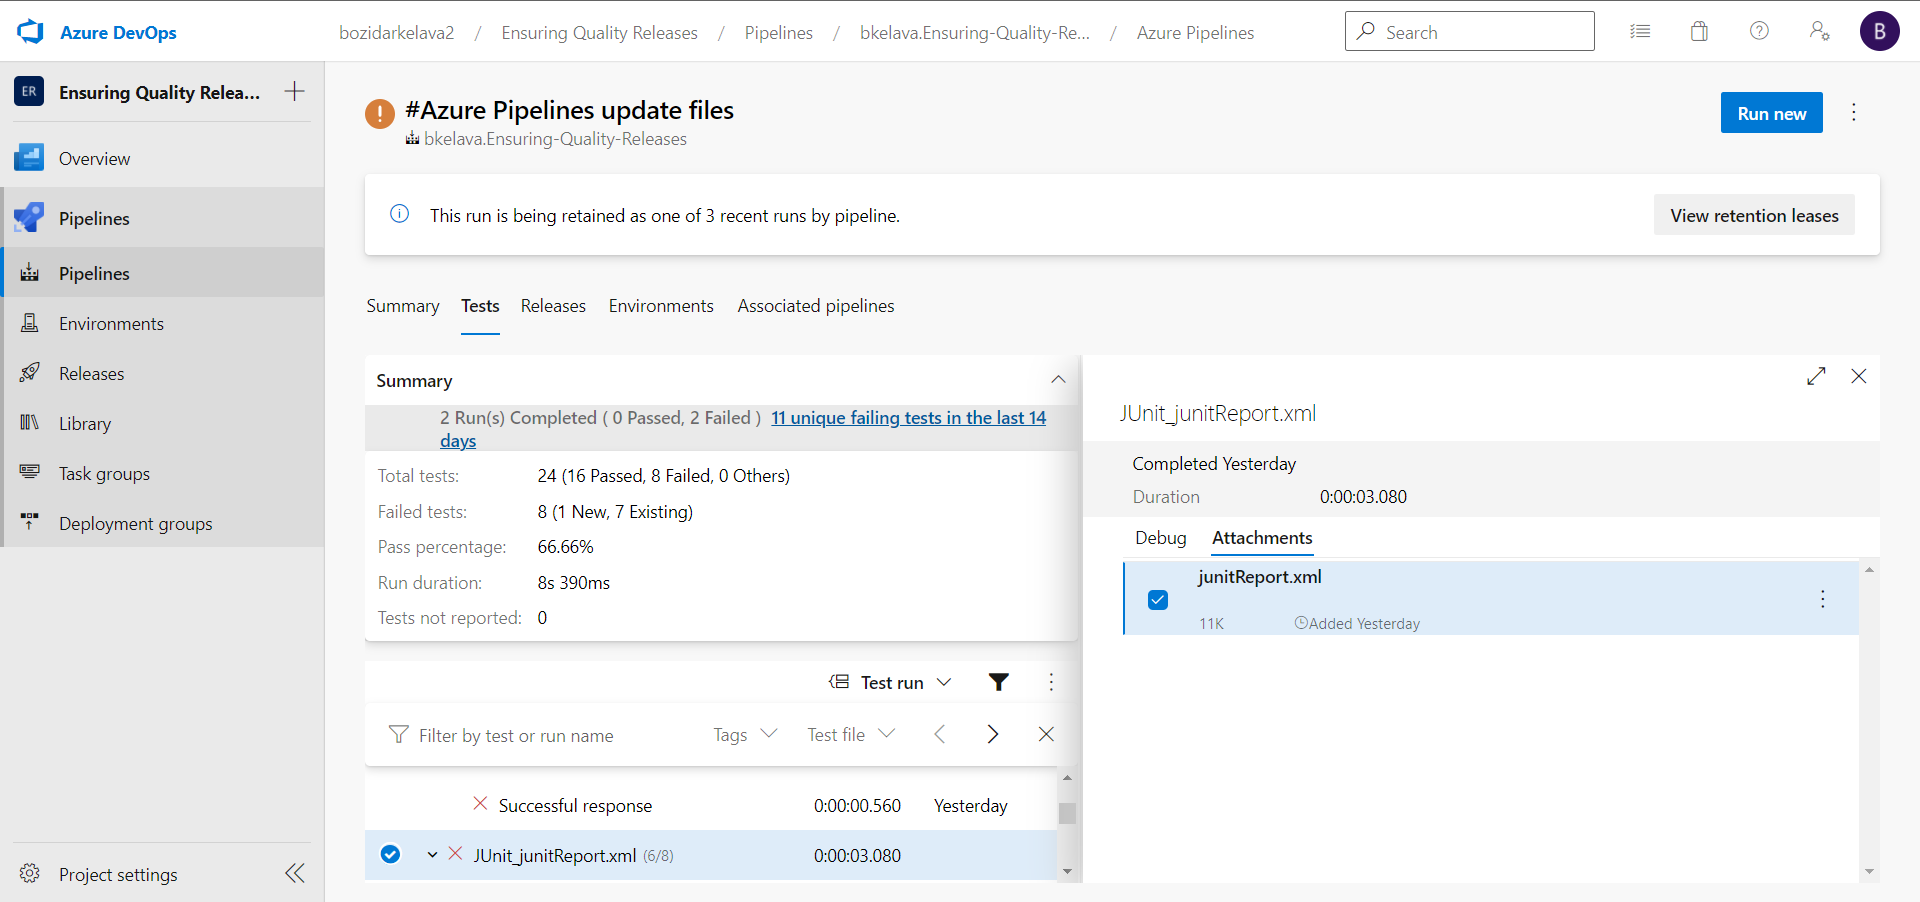 Azure DevOps
bozidarkelava2 / Ensuring Quality Releases / Pipelines / bkelava.Ensuring-Quality-Re... / Azure Pipelines
Search
B
ER Ensuring Quality Relea...
Overview
Pipelines
Pipelines
Environments
Releases
Library
Task groups
Deployment groups
Project settings
#Azure Pipelines update files
bkelava.Ensuring-Quality-Releases
Run new
This run is being retained as one of 3 recent runs by pipeline.
View retention leases
Summary Tests Releases Environments Associated pipelines
Summary
2 Run(s) Completed ( 0 Passed, 2 Failed ) 11 unique failing tests in the last 14
days
Total tests: 24 (16 Passed, 8 Failed, 0 Others)
Failed tests: 8 (1 New, 7 Existing)
Pass percentage: 66.66%
Run duration: 8s 390ms
Tests not reported: 0
Test run
Filter by test or run name Tags Test file
Successful response 0:00:00.560 Yesterday
JUnit_junitReport.xml (6/8) 0:00:03.080
JUnit_junitReport.xml
Completed Yesterday
Duration 0:00:03.080
Debug Attachments
junitReport.xml
11K Added Yesterday